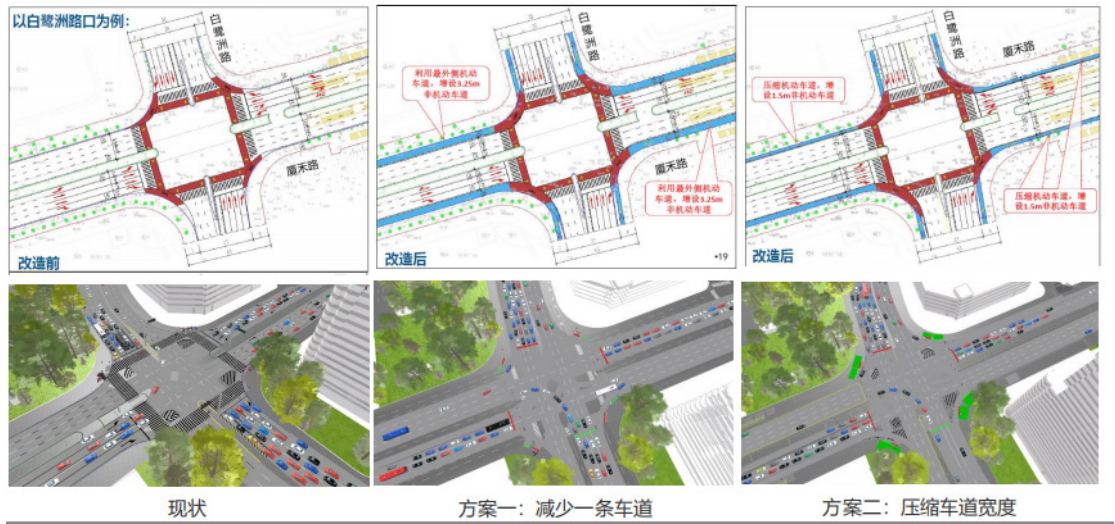 以白鹭洲路口为例：
白鹭洲路
厦禾路
改造前
白鹭洲路
利用最外侧机动
车道，增设3.25m
非机动车道
厦禾路
利用最外侧机动
车道，增设3.25m
非机动车道
改造后
•19
白鹭洲路
厦禾路
压缩机动车道，增
设1.5m非机动车道
压缩机动车道，增
设1.5m非机动车道
改造后
现状
方案一：减少一条车道
方案二：压缩车道宽度